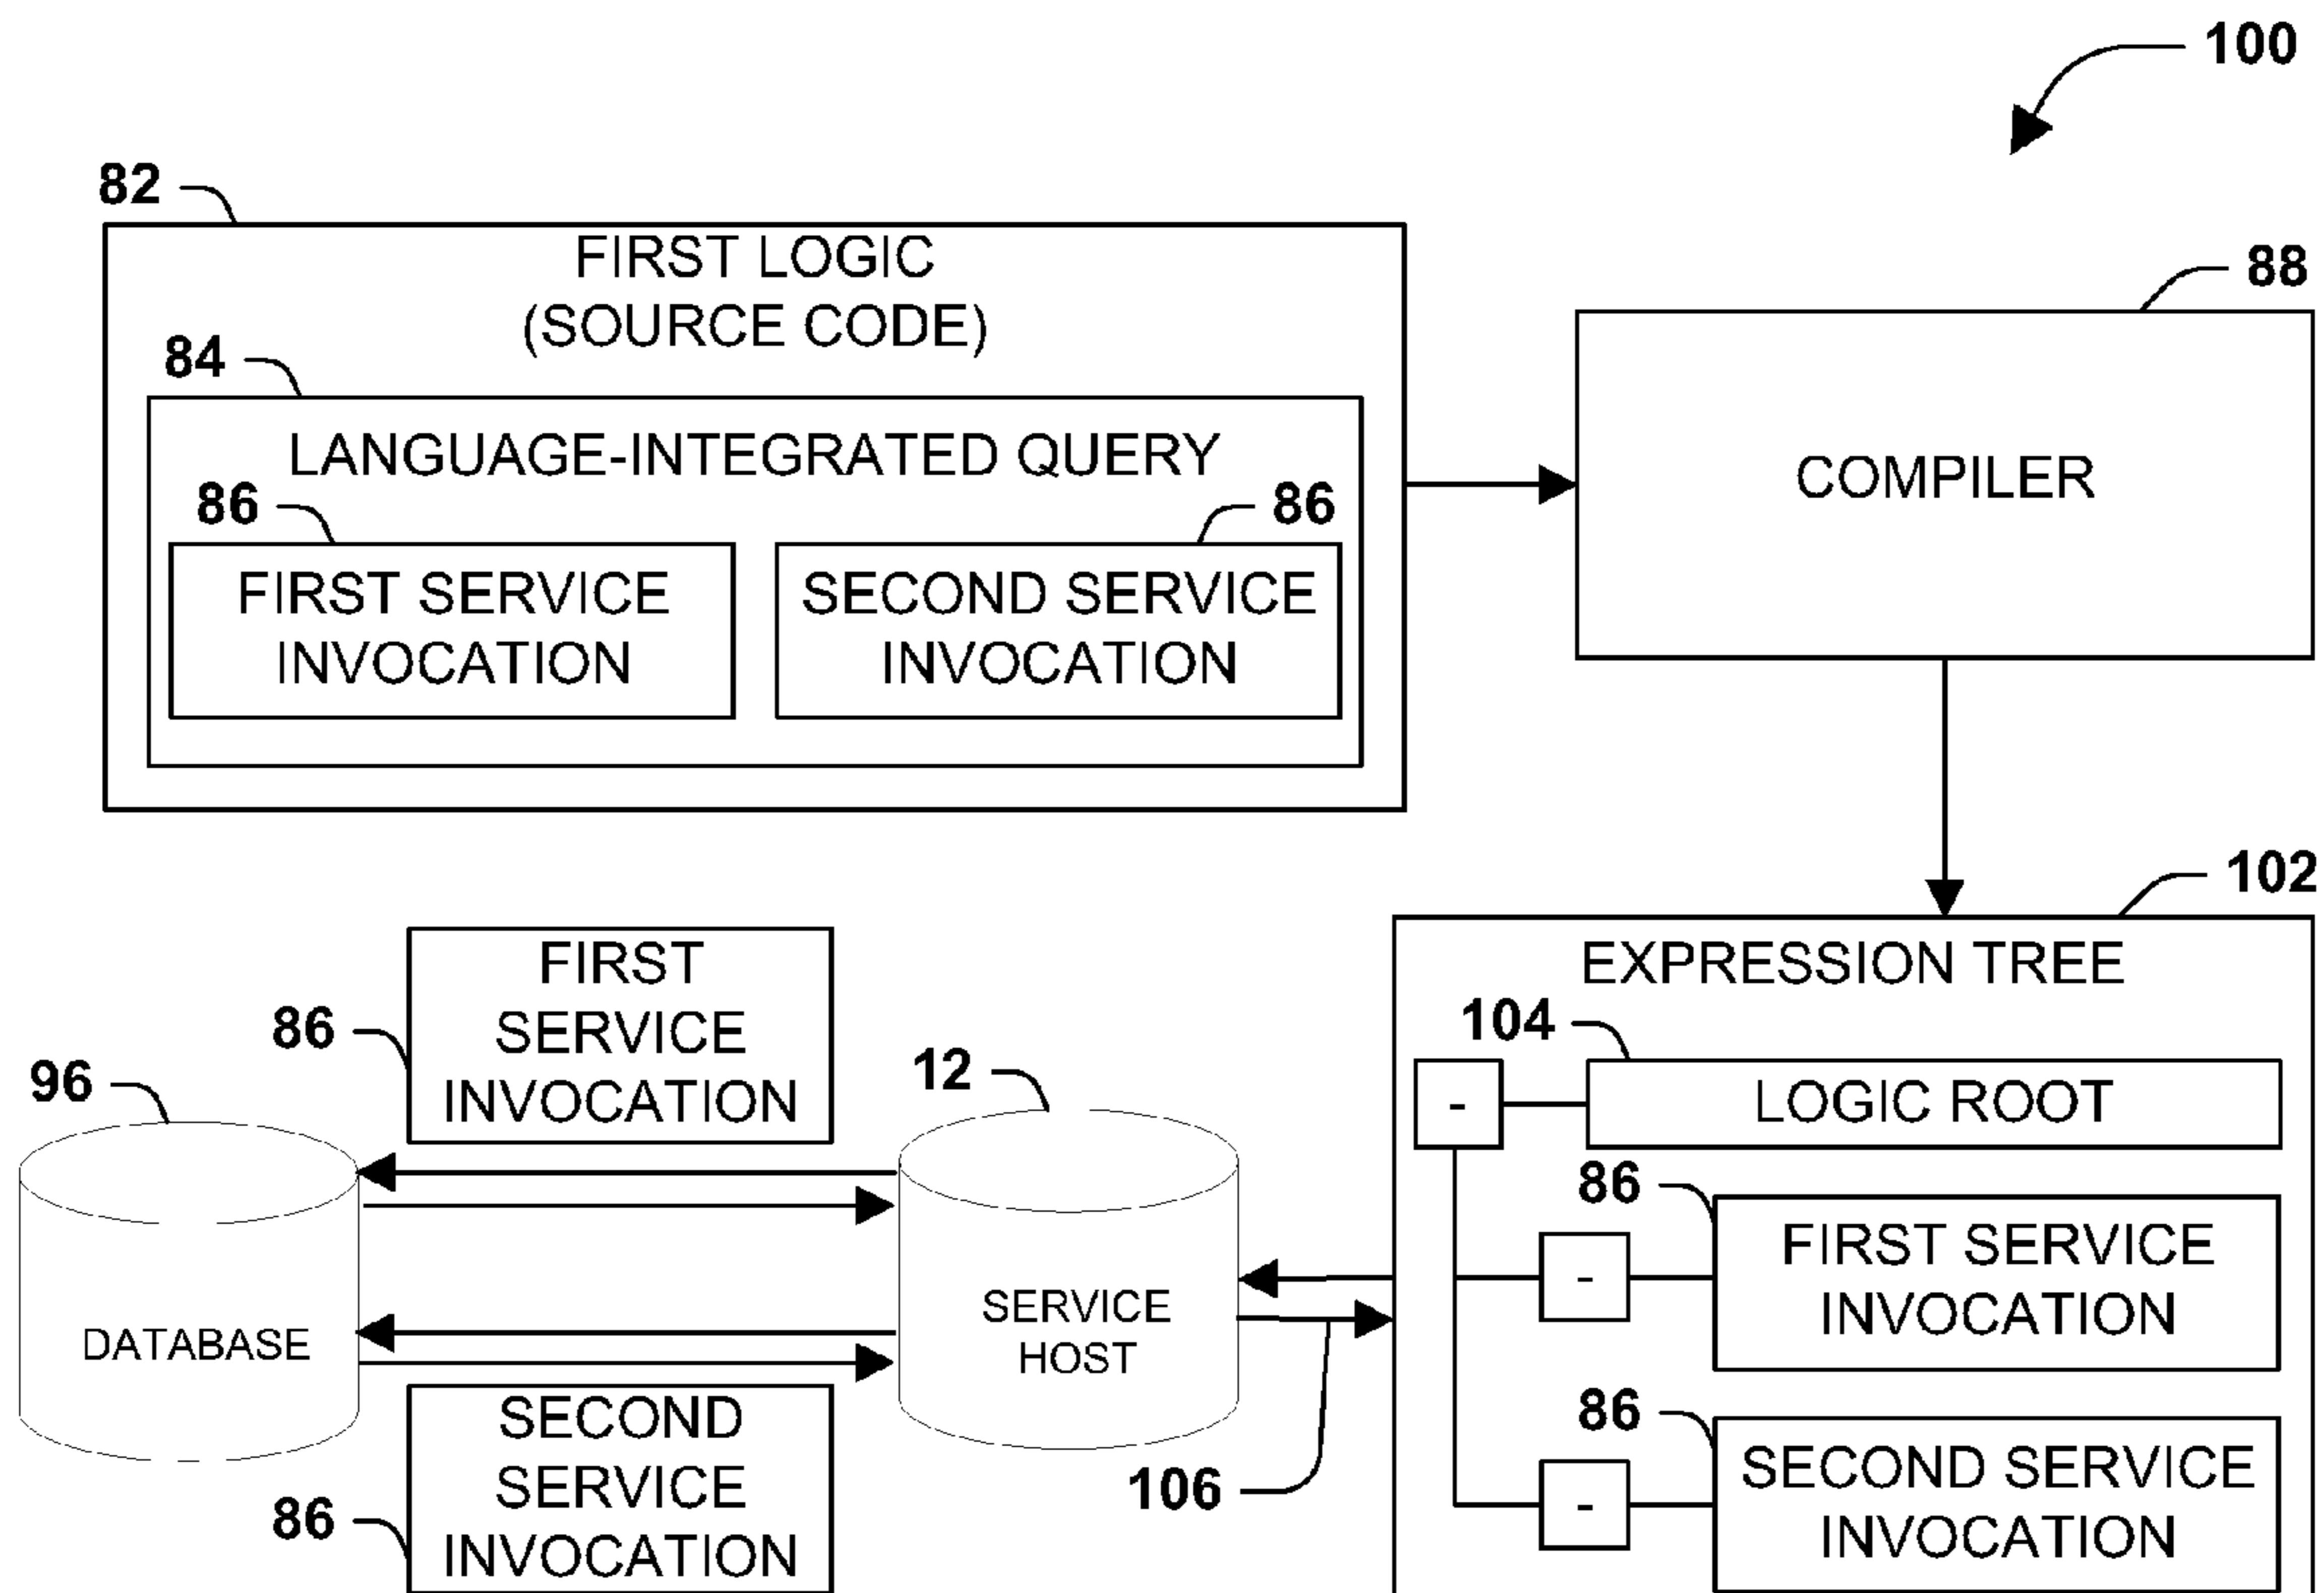 100
82
FIRST LOGIC
(SOURCE CODE)
88
84
LANGUAGE-INTEGRATED QUERY
COMPILER
86
86
FIRST SERVICE
INVOCATION
SECOND SERVICE
INVOCATION
102
EXPRESSION TREE
FIRST
SERVICE
INVOCATION
86
104
LOGIC ROOT
-
12
96
86
FIRST SERVICE
INVOCATION
-
SERVICE
HOST
DATABASE
86
SECOND SERVICE
INVOCATION
-
SECOND
SERVICE
INVOCATION
106
86